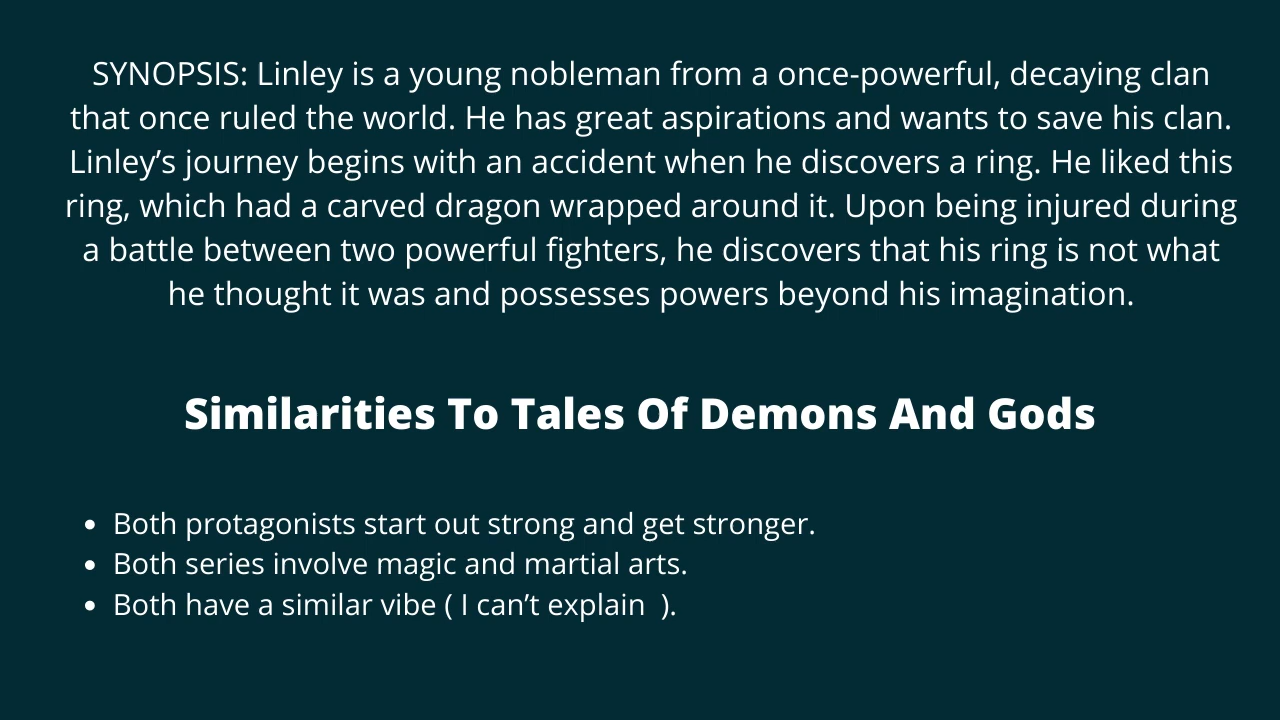 SYNOPSIS: Linley is a young nobleman from a once-powerful, decaying clan
that once ruled the world. He has great aspirations and wants to save his clan.
Linley’s journey begins with an accident when he discovers a ring. He liked this
ring, which had a carved dragon wrapped around it. Upon being injured during
a battle between two powerful fighters, he discovers that his ring is not what
he thought it was and possesses powers beyond his imagination.
Similarities To Tales Of Demons And Gods
• Both protagonists start out strong and get stronger.
• Both series involve magic and martial arts.
• Both have a similar vibe ( I can’t explain  ).